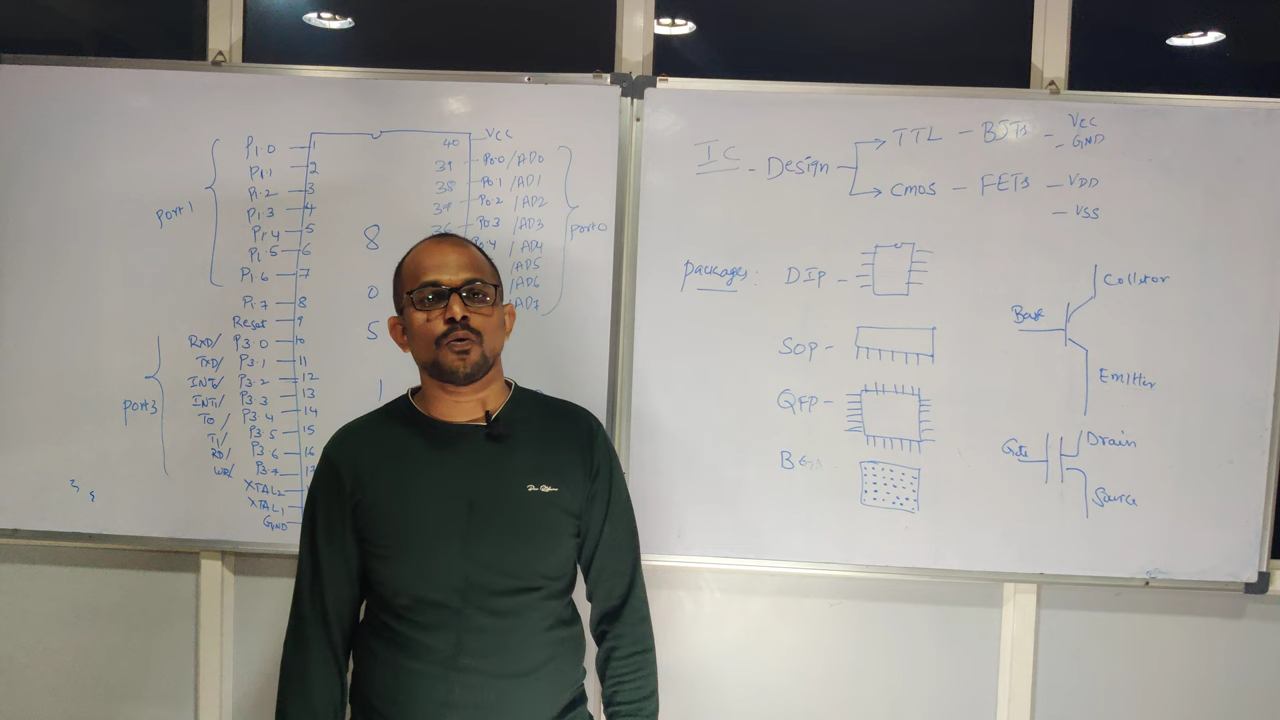 P1.0 1
P1.1 2
P1.2 3
P1.3 4
P1.4 5
P1.5 6
P1.6 7
P1.7 8
Reset 9
RXD/ P3.0 10
TXD/ P3.1 11
INT0/ P3.2 12
INT1/ P3.3 13
T0/ P3.4 14
T1/ P3.5 15
RD/ P3.6 16
WR/ P3.7
XTAL2
XTAL1
GND
Port1
Port3
8
0
5
1
40 VCC
39 P0.0/AD0
38 P0.1/AD1
37 P0.2/AD2
36 P0.3/AD3
P0.4/AD4
/AD5
/AD6
/AD7
Port0
IC - Design
TTL - BJTs - VCC
- GND
CMOS - FETs - VDD
- VSS
Packages:
DIP -
SOP -
QFP -
BGA
Base
Colletor
Emitter
Gate
Drain
Source